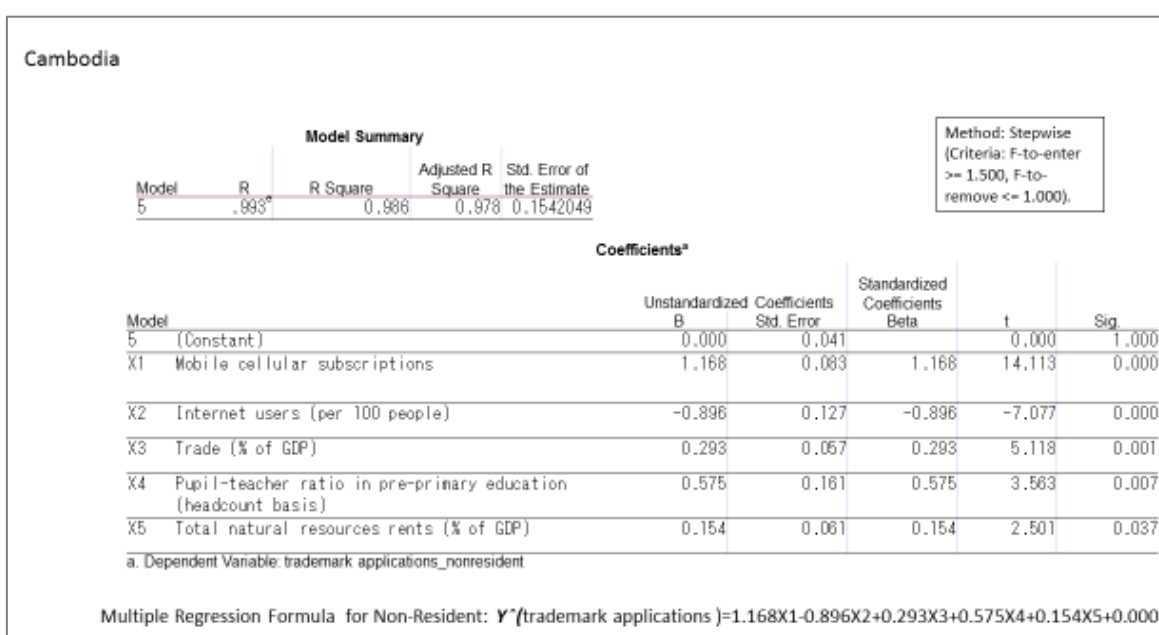 Cambodia
Model Summary
Method: Stepwise
(Criteria: F-to-enter
>= 1.500, F-to-
remove <= 1.000).
Adjusted R Std. Error of
Model R R Square Square the Estimate
5 .993e 0.986 0.978 0.1542049
Coefficientsa
Standardized
Unstandardized Coefficients Coefficients
Model B Std. Error Beta t Sig.
5 (Constant) 0.000 0.041 0.000 1.000
X1 Mobile cellular subscriptions 1.168 0.083 1.168 14.113 0.000
X2 Internet users (per 100 people) -0.896 0.127 -0.896 -7.077 0.000
X3 Trade (% of GDP) 0.293 0.057 0.293 5.118 0.001
X4 Pupil-teacher ratio in pre-primary education 0.575 0.161 0.575 3.563 0.007
(headcount basis)
X5 Total natural resources rents (% of GDP) 0.154 0.061 0.154 2.501 0.037
a. Dependent Variable: trademark applications_nonresident
Multiple Regression Formula for Non-Resident: Yˆ(trademark applications )=1.168X1-0.896X2+0.293X3+0.575X4+0.154X5+0.000